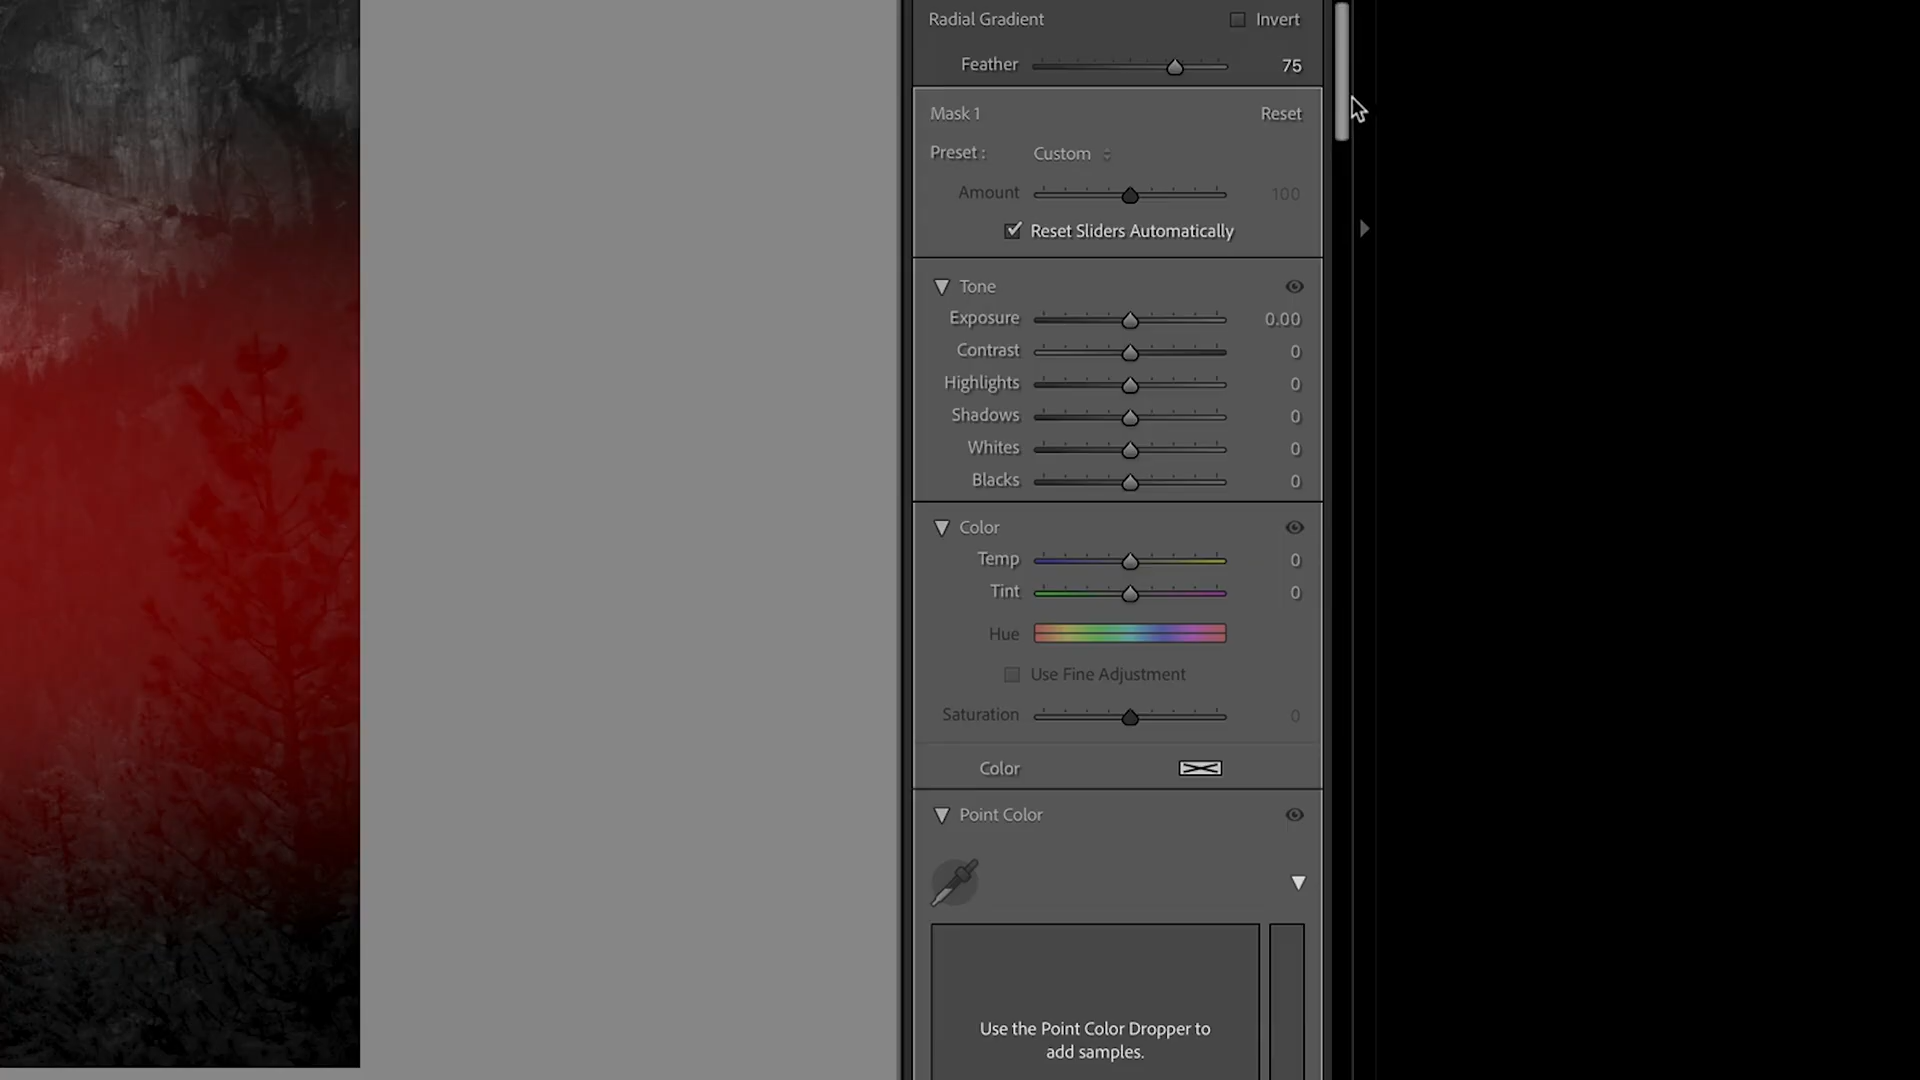 Radial Gradient Invert
Feather 75
Mask 1 Reset
Preset : Custom
Amount 100
Reset Sliders Automatically
Tone
Exposure 0.00
Contrast 0
Highlights 0
Shadows 0
Whites 0
Blacks 0
Color
Temp 0
Tint 0
Hue
Use Fine Adjustment
Saturation 0
Color
Point Color
Use the Point Color Dropper to
add samples.